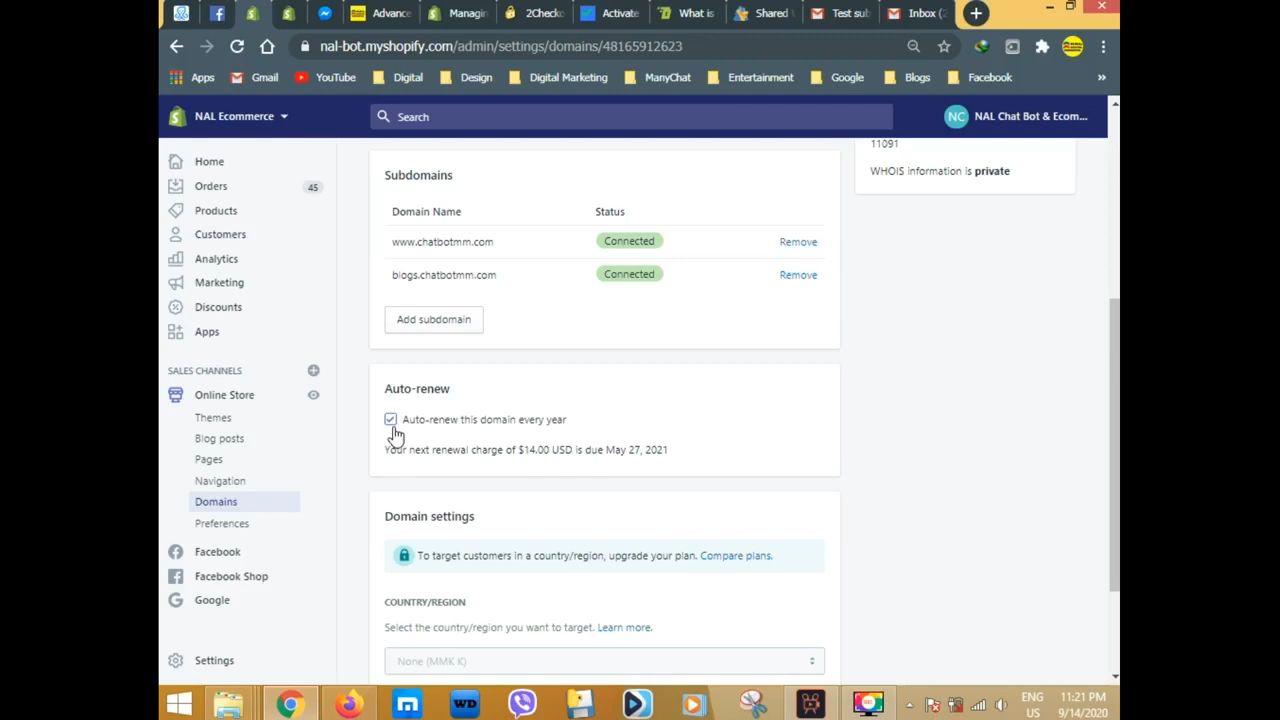 Advance
Managin
2Checko
Activate
What is
Shared
Test sub
Inbox (
nal-bot.myshopify.com/admin/settings/domains/48165912623
Apps
Gmail
YouTube
Digital
Design
Digital Marketing
ManyChat
Entertainment
Google
Blogs
Facebook
»
NAL Ecommerce
Search
NC
NAL Chat Bot & Ecom...
Home
Orders
45
Products
Customers
Analytics
Marketing
Discounts
Apps
SALES CHANNELS
Online Store
Themes
Blog posts
Pages
Navigation
Domains
Preferences
Facebook
Facebook Shop
Google
Settings
Subdomains
Domain Name Status
www.chatbotmm.com Connected Remove
blogs.chatbotmm.com Connected Remove
Add subdomain
Auto-renew
Auto-renew this domain every year
Your next renewal charge of $14.00 USD is due May 27, 2021
Domain settings
To target customers in a country/region, upgrade your plan. Compare plans.
COUNTRY/REGION
Select the country/region you want to target. Learn more.
None (MMK K)
11091
WHOIS information is private
WD
ENG
US
11:21 PM
9/14/2020